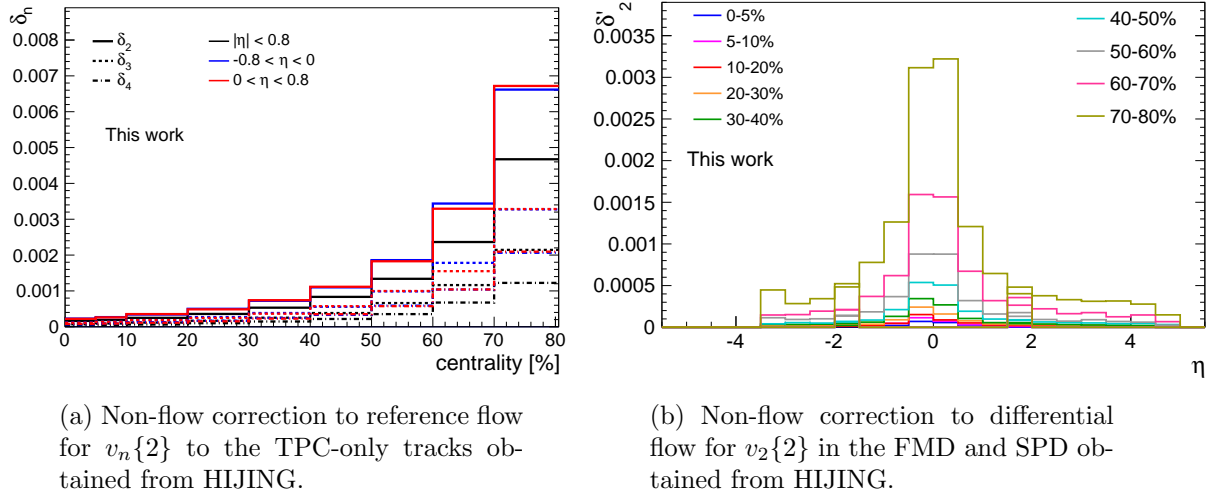 δn
0.008
0.007
0.006
0.005
0.004
0.003
0.002
0.001
0
δ2
δ3
δ4
|η| < 0.8
-0.8 < η < 0
0 < η < 0.8
This work
0 10 20 30 40 50 60 70 80
centrality [%]
δ'2
0.0035
0.003
0.0025
0.002
0.0015
0.001
0.0005
0
0-5%
5-10%
10-20%
20-30%
30-40%
40-50%
50-60%
60-70%
70-80%
This work
-4 -2 0 2 4
η
(a) Non-flow correction to reference flow
for vn{2} to the TPC-only tracks ob-
tained from HIJING.
(b) Non-flow correction to differential
flow for v2{2} in the FMD and SPD ob-
tained from HIJING.